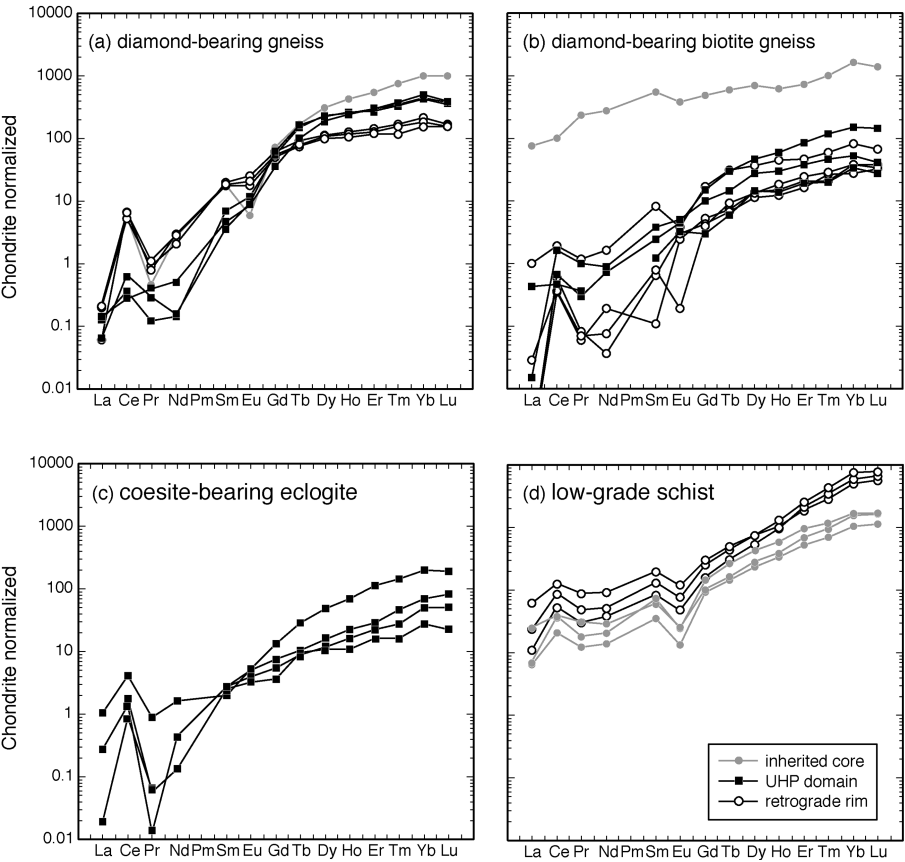 10000
1000
100
10
1
0.1
0.01
Chondrite normalized
(a) diamond-bearing gneiss
La Ce Pr Nd Pm Sm Eu Gd Tb Dy Ho Er Tm Yb Lu
(b) diamond-bearing biotite gneiss
La Ce Pr Nd Pm Sm Eu Gd Tb Dy Ho Er Tm Yb Lu
10000
1000
100
10
1
0.1
0.01
Chondrite normalized
(c) coesite-bearing eclogite
La Ce Pr Nd Pm Sm Eu Gd Tb Dy Ho Er Tm Yb Lu
(d) low-grade schist
inherited core
UHP domain
retrograde rim
La Ce Pr Nd Pm Sm Eu Gd Tb Dy Ho Er Tm Yb Lu